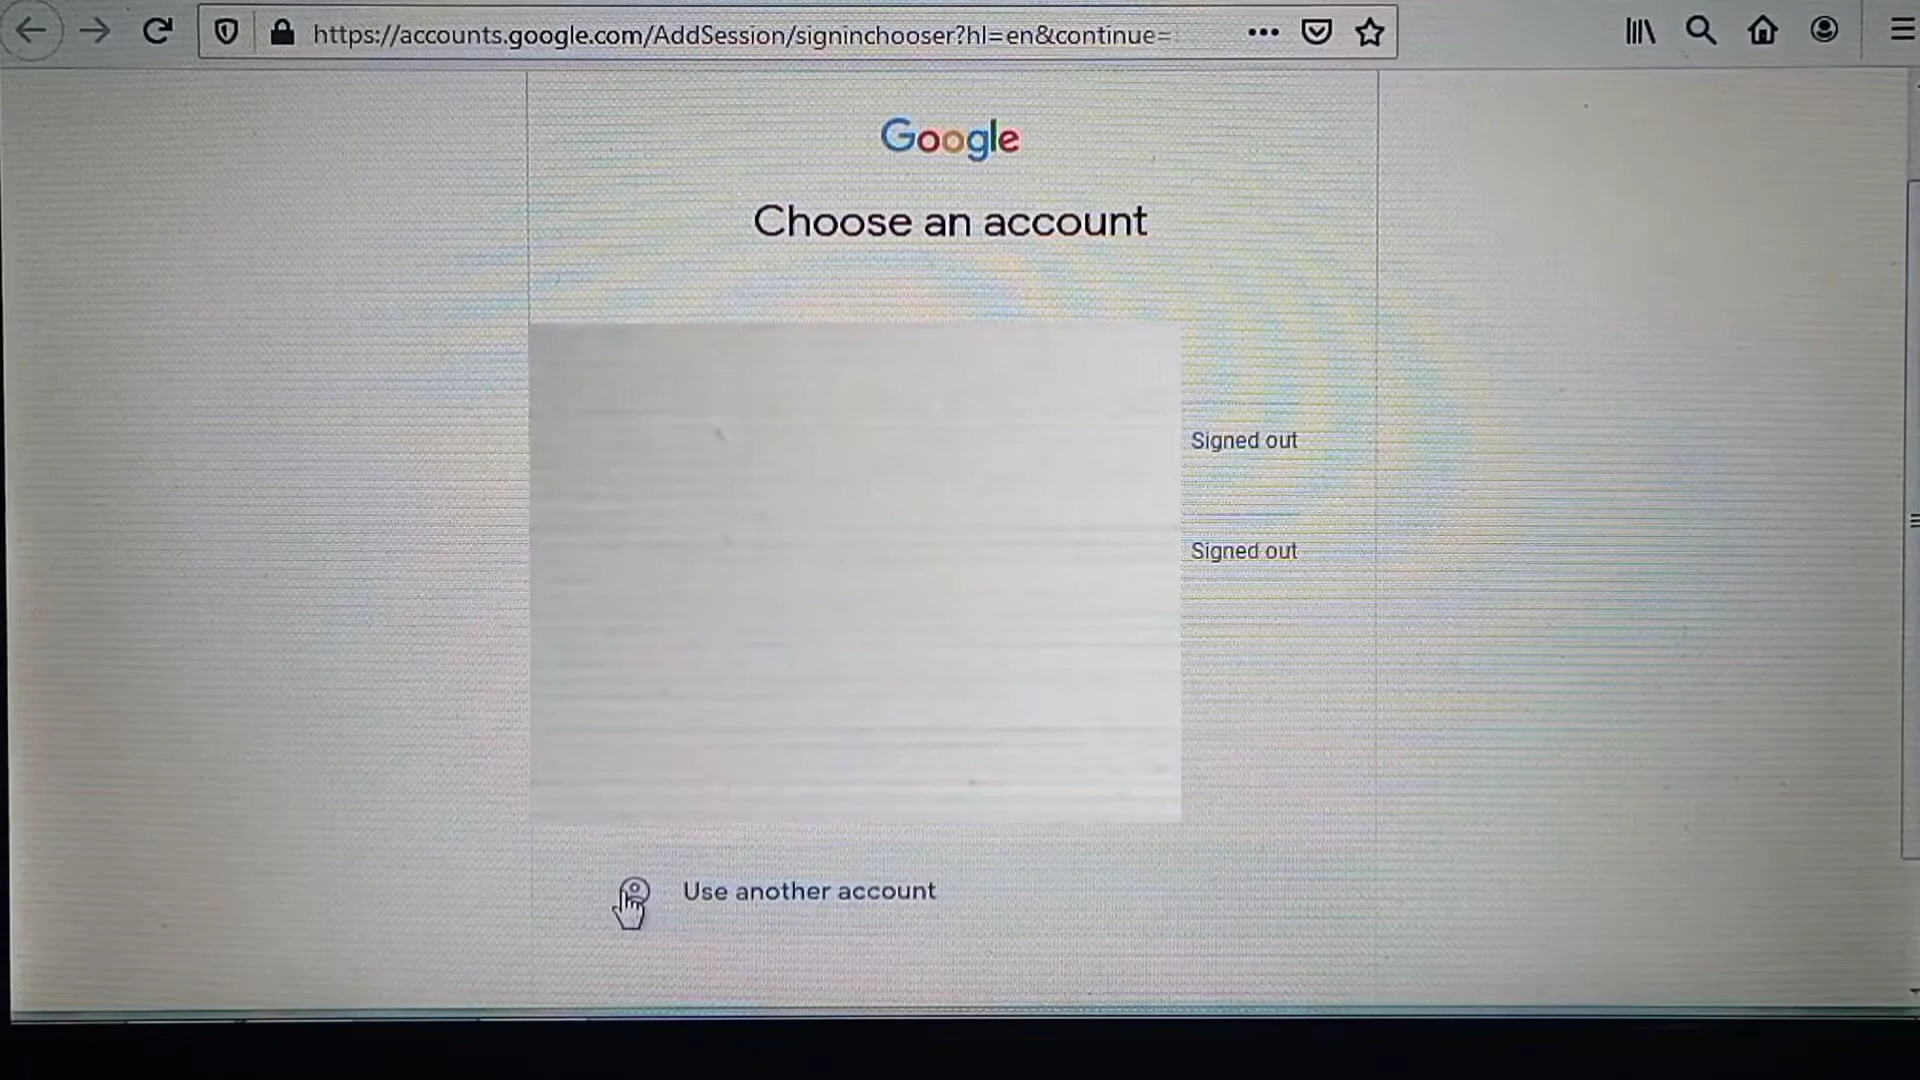 https://accounts.google.com/AddSession/signinchooser?hl=en&continue=
Google
Choose an account
Signed out
Signed out
Use another account